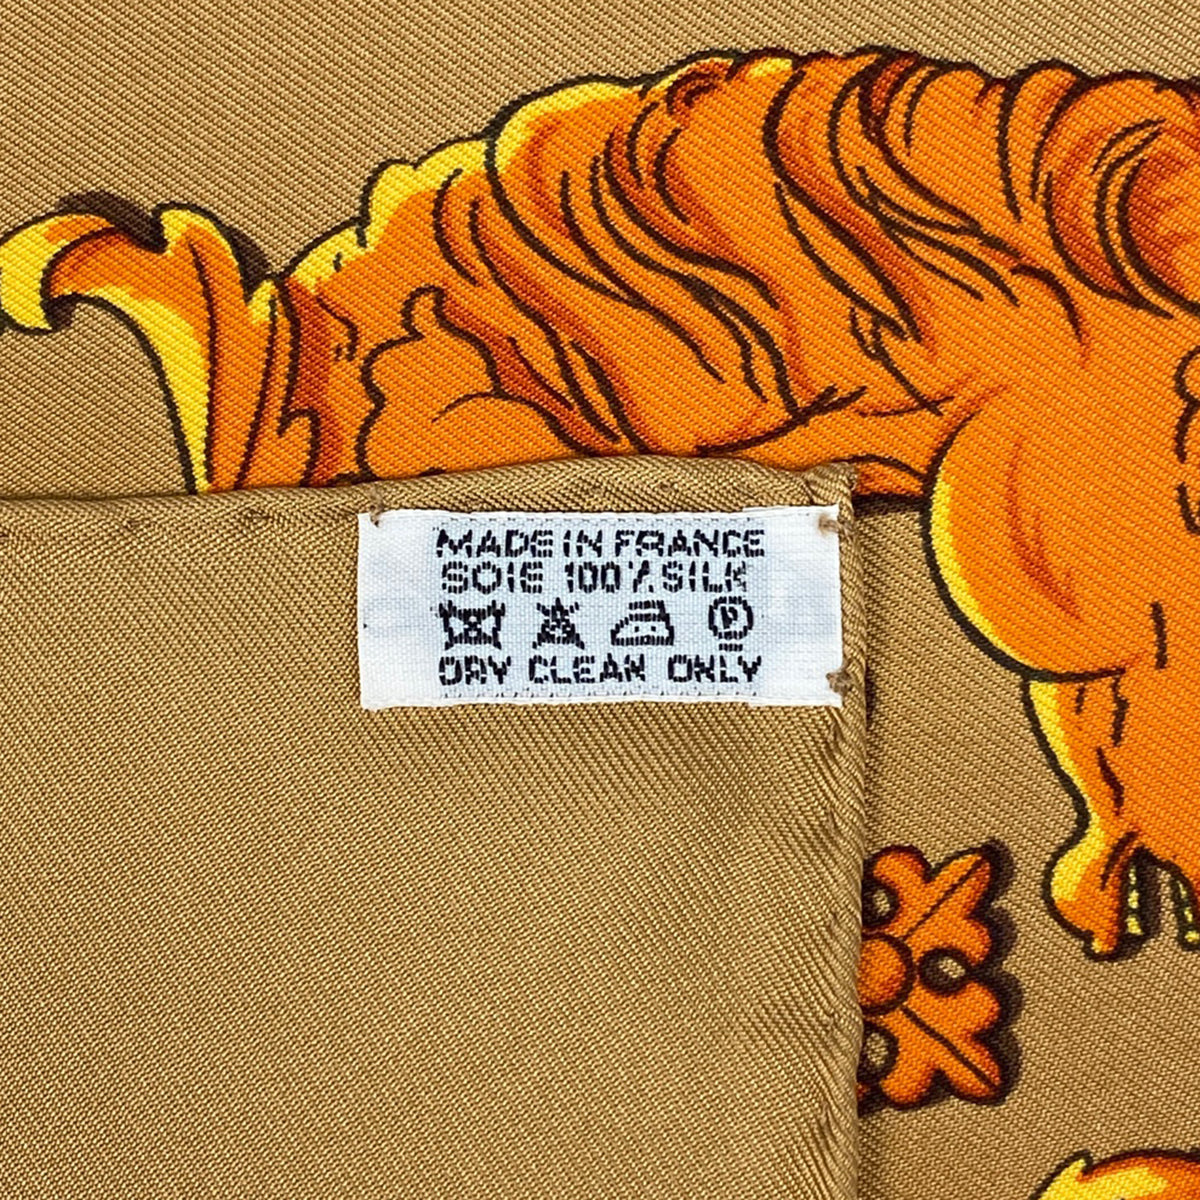 MADE IN FRANCE
SOIE 100% SILK
P
DRY CLEAN ONLY